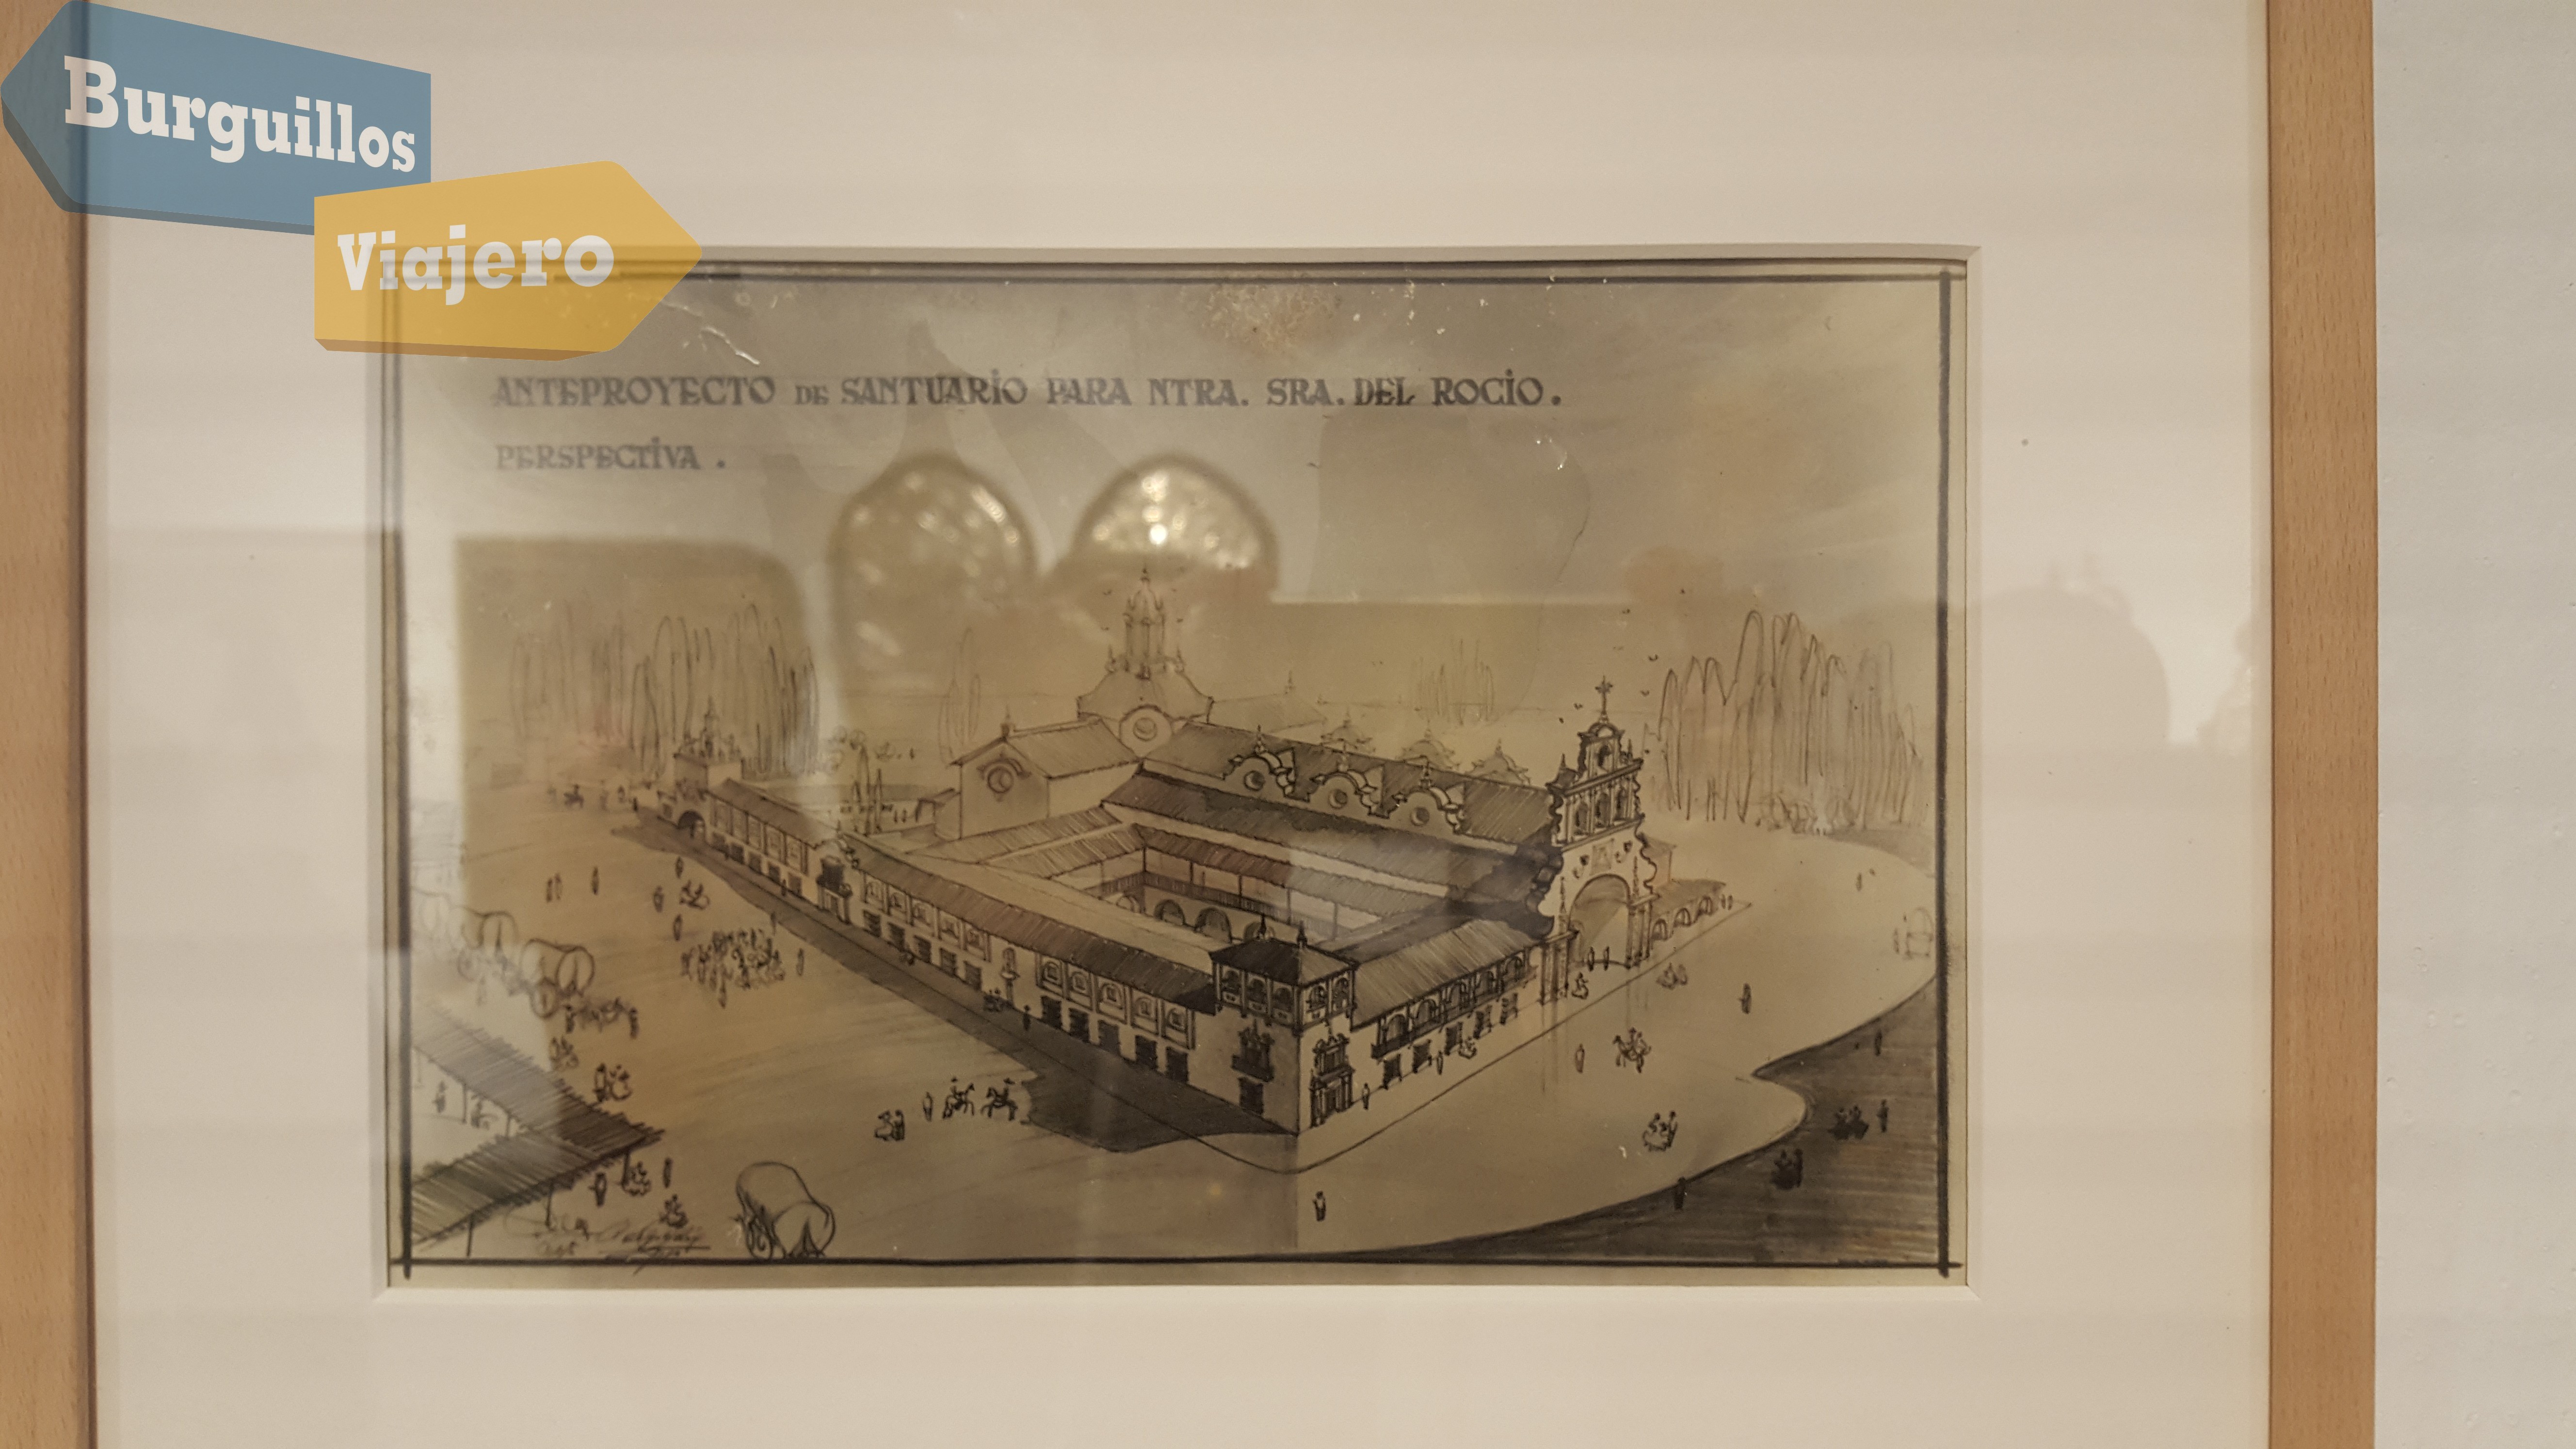 Burguillos
Viajero
ANTEPROYECTO DE SANTUARIO PARA NTRA. SRA. DEL ROCIO.
PERSPECTIVA.